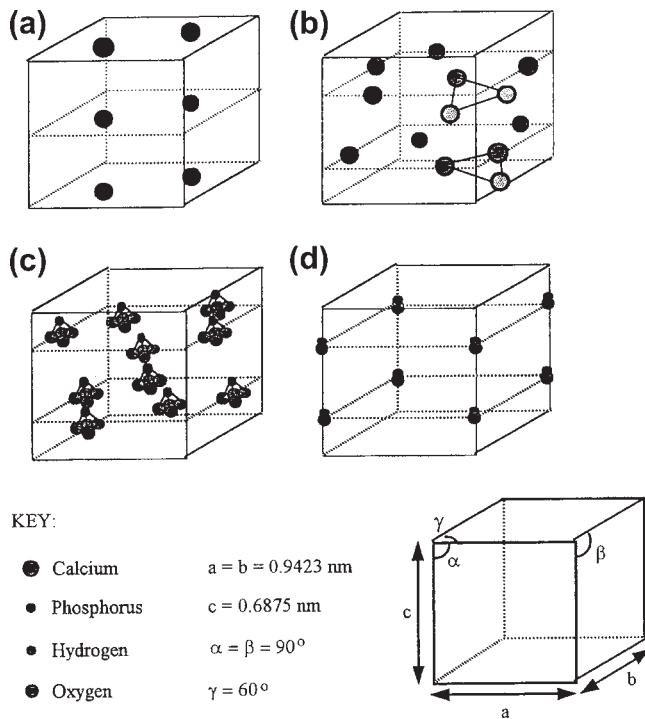 (a)
(b)
(c)
(d)
KEY:
Calcium a = b = 0.9423 nm
Phosphorus c = 0.6875 nm
Hydrogen α = β = 90°
Oxygen γ = 60°
γ
α
β
c
b
a